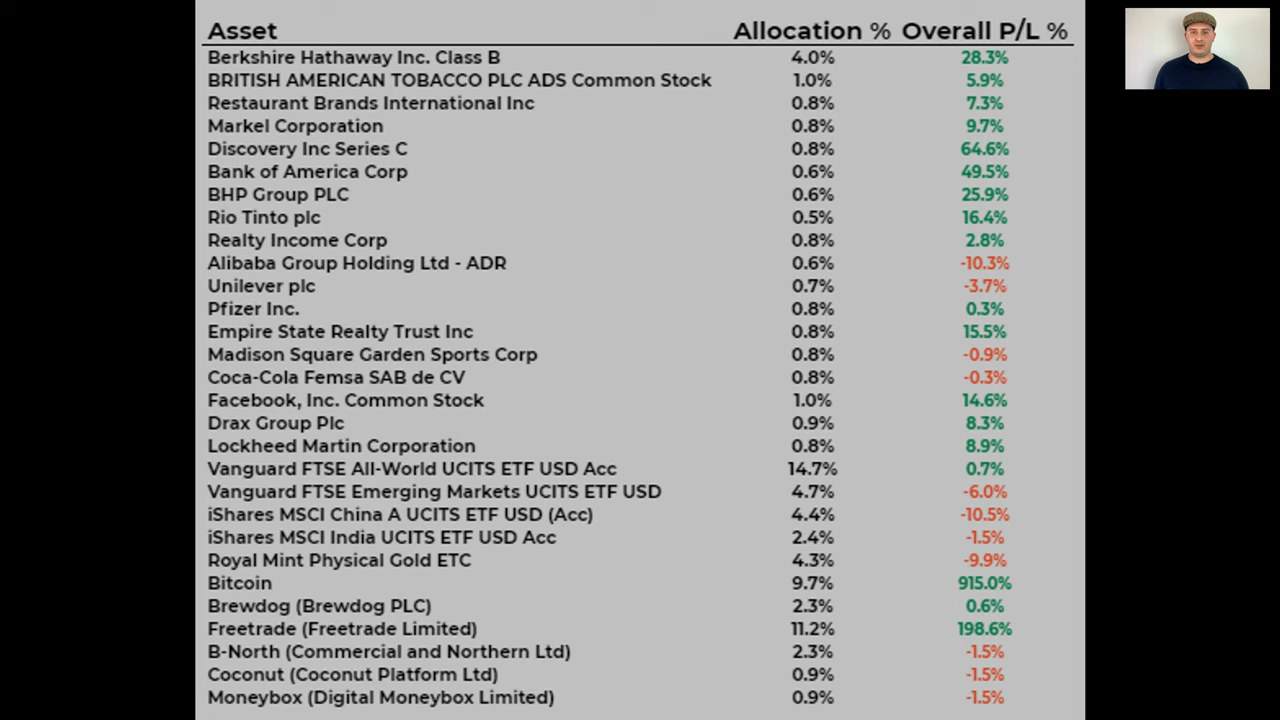 Asset Allocation % Overall P/L %
Berkshire Hathaway Inc. Class B 4.0% 28.3%
BRITISH AMERICAN TOBACCO PLC ADS Common Stock 1.0% 5.9%
Restaurant Brands International Inc 0.8% 7.3%
Markel Corporation 0.8% 9.7%
Discovery Inc Series C 0.8% 64.6%
Bank of America Corp 0.6% 49.5%
BHP Group PLC 0.6% 25.9%
Rio Tinto plc 0.5% 16.4%
Realty Income Corp 0.8% 2.8%
Alibaba Group Holding Ltd - ADR 0.6% -10.3%
Unilever plc 0.7% -3.7%
Pfizer Inc. 0.8% 0.3%
Empire State Realty Trust Inc 0.8% 15.5%
Madison Square Garden Sports Corp 0.8% -0.9%
Coca-Cola Femsa SAB de CV 0.8% -0.3%
Facebook, Inc. Common Stock 1.0% 14.6%
Drax Group Plc 0.9% 8.3%
Lockheed Martin Corporation 0.8% 8.9%
Vanguard FTSE All-World UCITS ETF USD Acc 14.7% 0.7%
Vanguard FTSE Emerging Markets UCITS ETF USD 4.7% -6.0%
iShares MSCI China A UCITS ETF USD (Acc) 4.4% -10.5%
iShares MSCI India UCITS ETF USD Acc 2.4% -1.5%
Royal Mint Physical Gold ETC 4.3% -9.9%
Bitcoin 9.7% 915.0%
Brewdog (Brewdog PLC) 2.3% 0.6%
Freetrade (Freetrade Limited) 11.2% 198.6%
B-North (Commercial and Northern Ltd) 2.3% -1.5%
Coconut (Coconut Platform Ltd) 0.9% -1.5%
Moneybox (Digital Moneybox Limited) 0.9% -1.5%